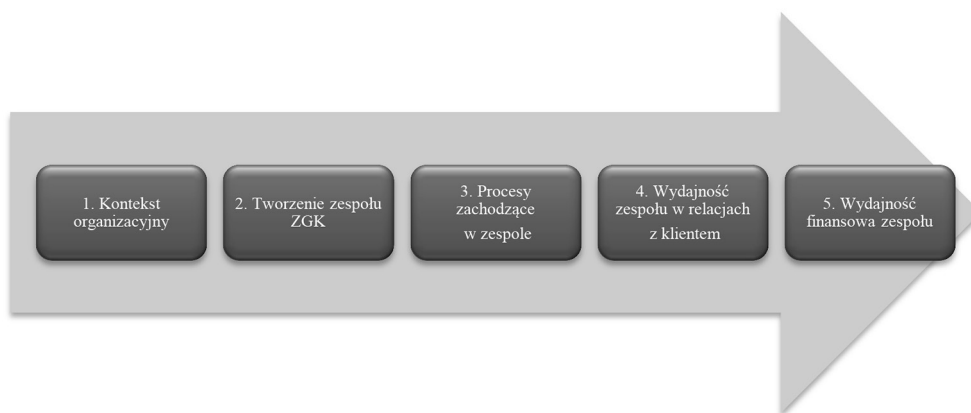 1. Kontekst
organizacyjny
2. Tworzenie zespołu
ZGK
3. Procesy
zachodzące
w zespole
4. Wydajność
zespołu w relacjach
z klientem
5. Wydajność
finansowa zespołu